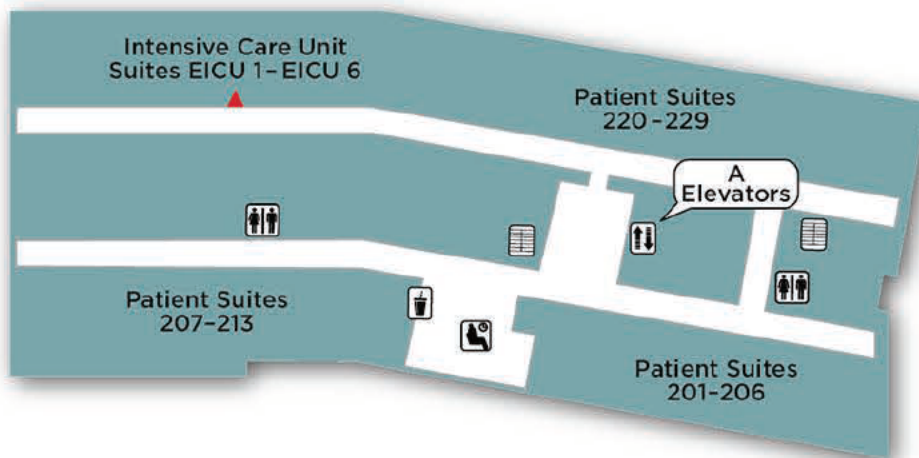 Intensive Care Unit
Suites EICU 1–EICU 6
Patient Suites
220–229
A
Elevators
Patient Suites
207–213
Patient Suites
201–206